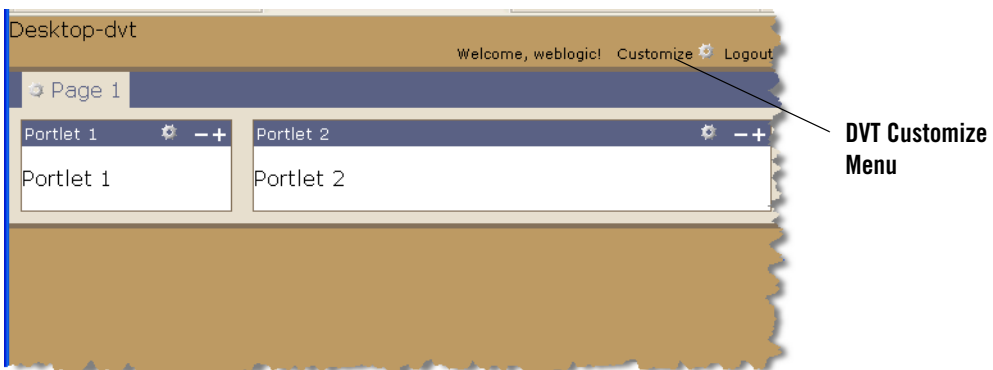 Desktop-dvt
Welcome, weblogic! Customize Logout
Page 1
Portlet 1
Portlet 2
Portlet 1
Portlet 2
DVT Customize
Menu